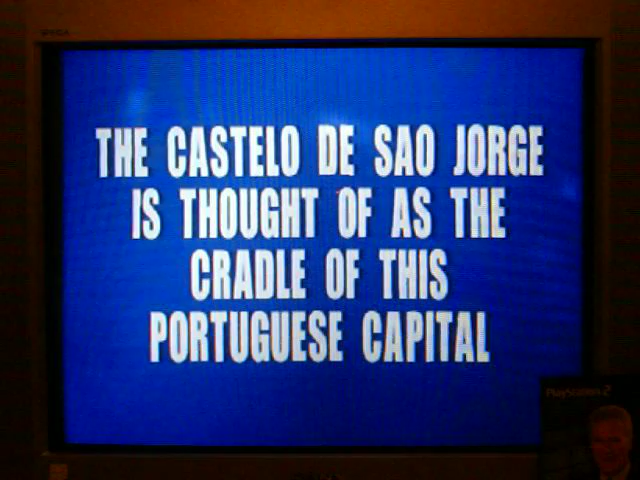 THE CASTELO DE SAO JORGE
IS THOUGHT OF AS THE
CRADLE OF THIS
PORTUGUESE CAPITAL
PlayStation 2